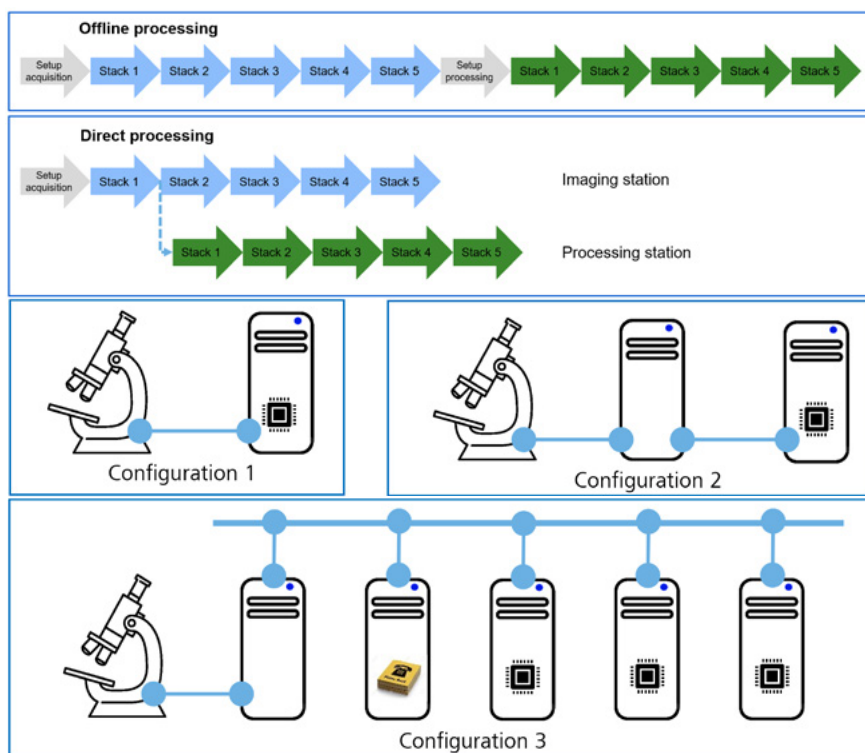 Offline processing
Setup acquisition
Stack 1
Stack 2
Stack 3
Stack 4
Stack 5
Setup processing
Stack 1
Stack 2
Stack 3
Stack 4
Stack 5
Direct processing
Setup acquisition
Stack 1
Stack 2
Stack 3
Stack 4
Stack 5
Imaging station
Stack 1
Stack 2
Stack 3
Stack 4
Stack 5
Processing station
Configuration 1
Configuration 2
Configuration 3